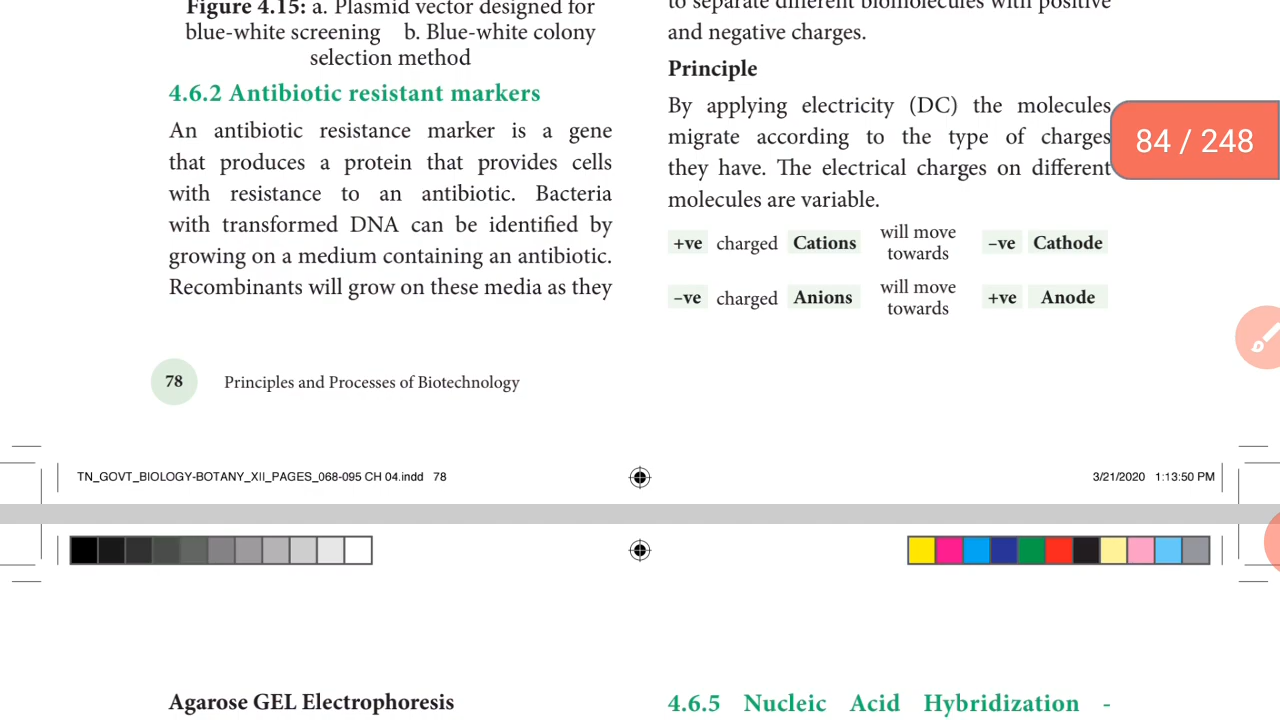 Figure 4.15: a. Plasmid vector designed for
blue-white screening b. Blue-white colony
selection method
4.6.2 Antibiotic resistant markers
An antibiotic resistance marker is a gene
that produces a protein that provides cells
with resistance to an antibiotic. Bacteria
with transformed DNA can be identified by
growing on a medium containing an antibiotic.
Recombinants will grow on these media as they
to separate different biomolecules with positive
and negative charges.
Principle
By applying electricity (DC) the molecules
migrate according to the type of charges
they have. The electrical charges on different
molecules are variable.
+ve charged Cations will move towards –ve Cathode
–ve charged Anions will move towards +ve Anode
84 / 248
78 Principles and Processes of Biotechnology
TN_GOVT_BIOLOGY-BOTANY_XII_PAGES_068-095 CH 04.indd 78
3/21/2020 1:13:50 PM
Agarose GEL Electrophoresis
4.6.5 Nucleic Acid Hybridization -